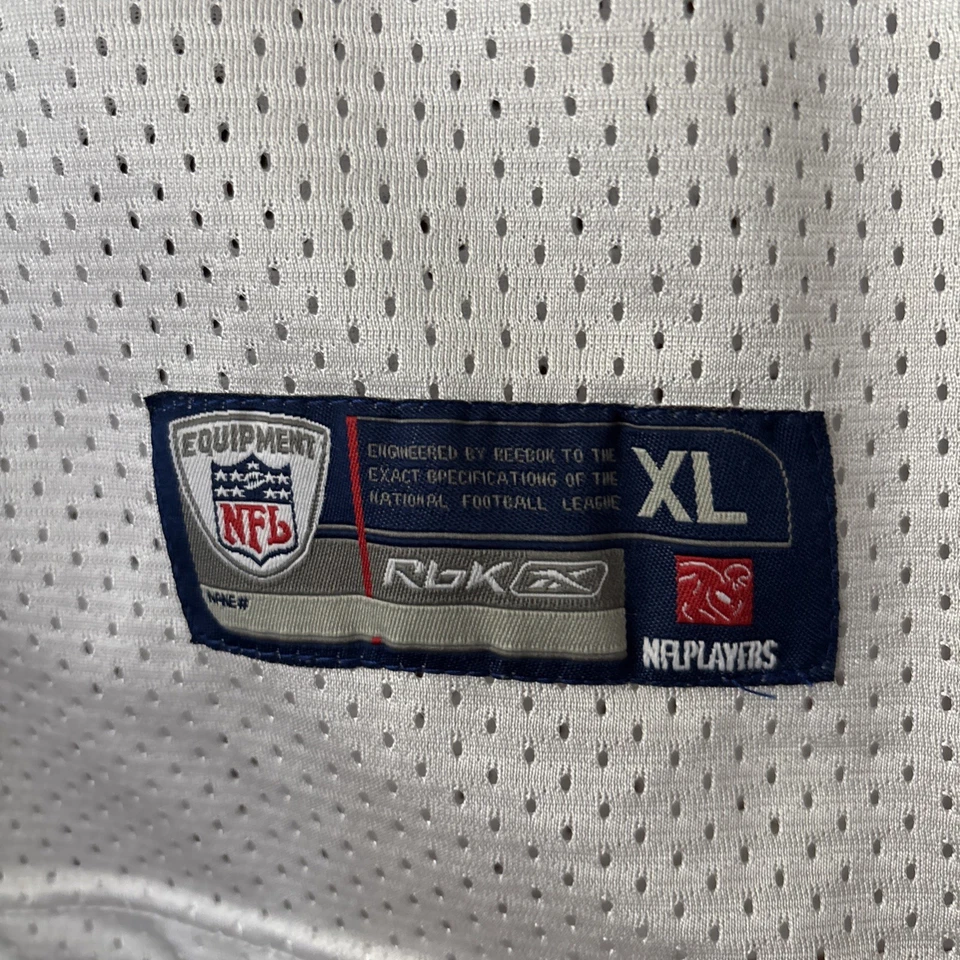 EQUIPMENT
NFL
ENGINEERED BY REEBOK TO THE
EXACT SPECIFICATIONS OF THE
NATIONAL FOOTBALL LEAGUE
XL
RbK
NAME#
NFLPLAYERS